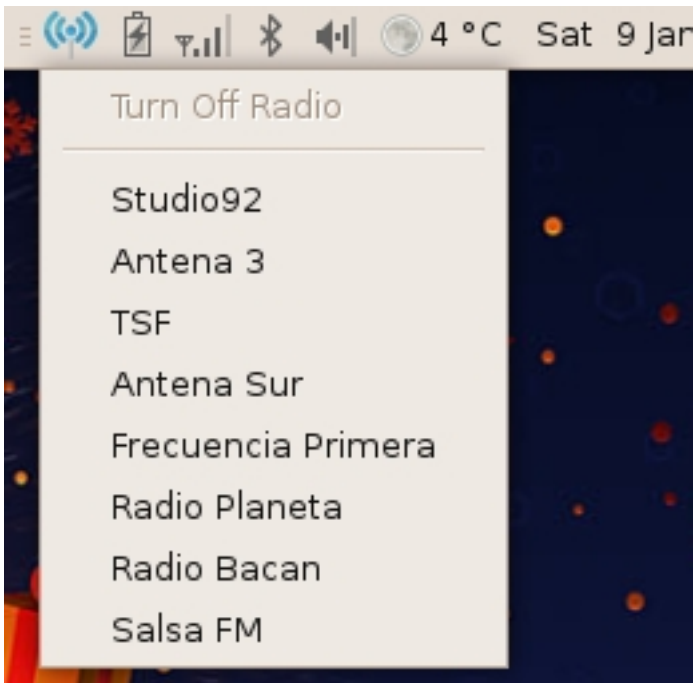 4 °C Sat 9 Jan
Turn Off Radio
Studio92
Antena 3
TSF
Antena Sur
Frecuencia Primera
Radio Planeta
Radio Bacan
Salsa FM